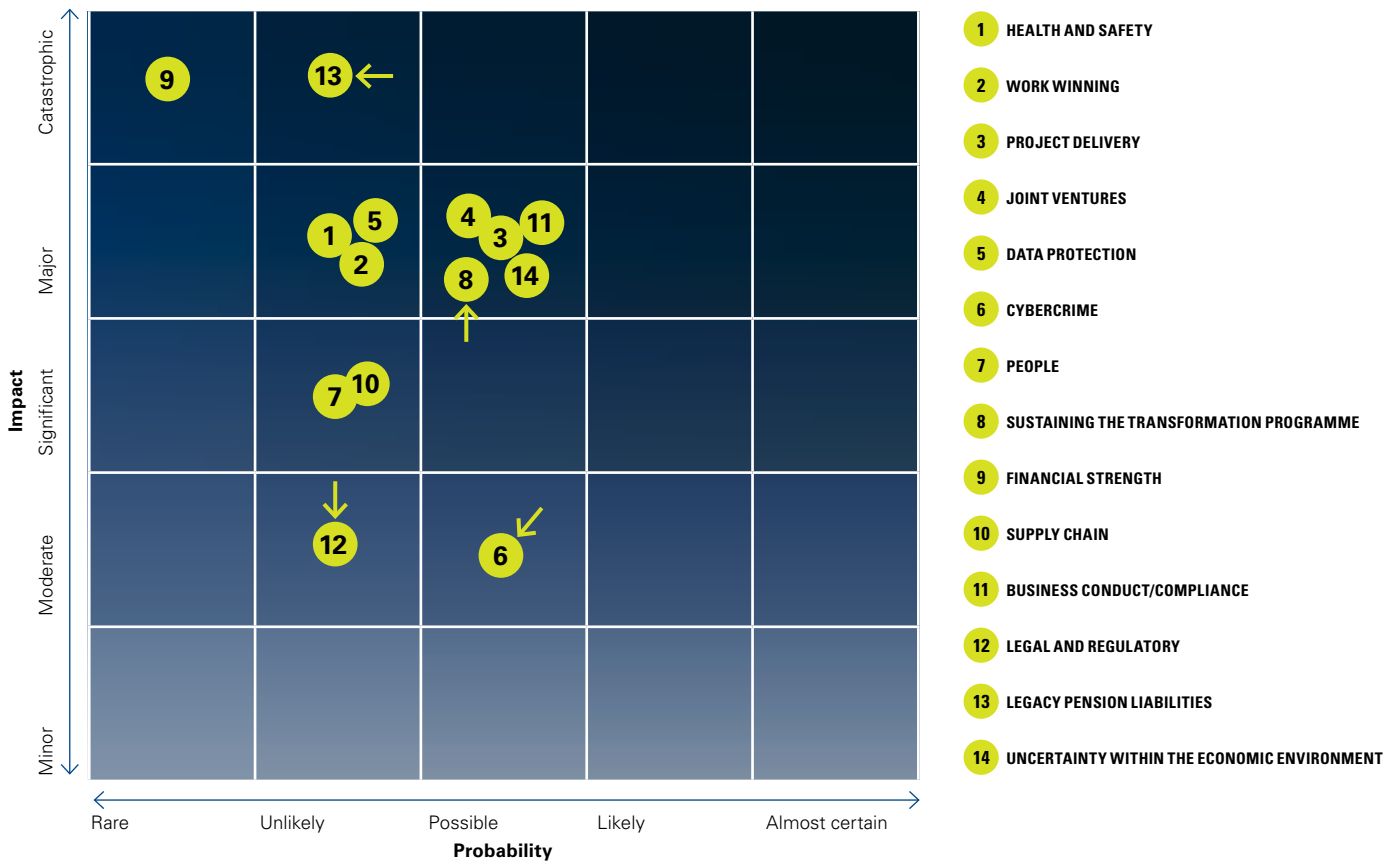 Impact
Catastrophic
Major
Significant
Moderate
Minor
9
13
4
11
5
1
3
2
8
14
10
7
12
6
Rare
Unlikely
Possible
Likely
Almost certain
Probability
1 HEALTH AND SAFETY
2 WORK WINNING
3 PROJECT DELIVERY
4 JOINT VENTURES
5 DATA PROTECTION
6 CYBERCRIME
7 PEOPLE
8 SUSTAINING THE TRANSFORMATION PROGRAMME
9 FINANCIAL STRENGTH
10 SUPPLY CHAIN
11 BUSINESS CONDUCT/COMPLIANCE
12 LEGAL AND REGULATORY
13 LEGACY PENSION LIABILITIES
14 UNCERTAINTY WITHIN THE ECONOMIC ENVIRONMENT